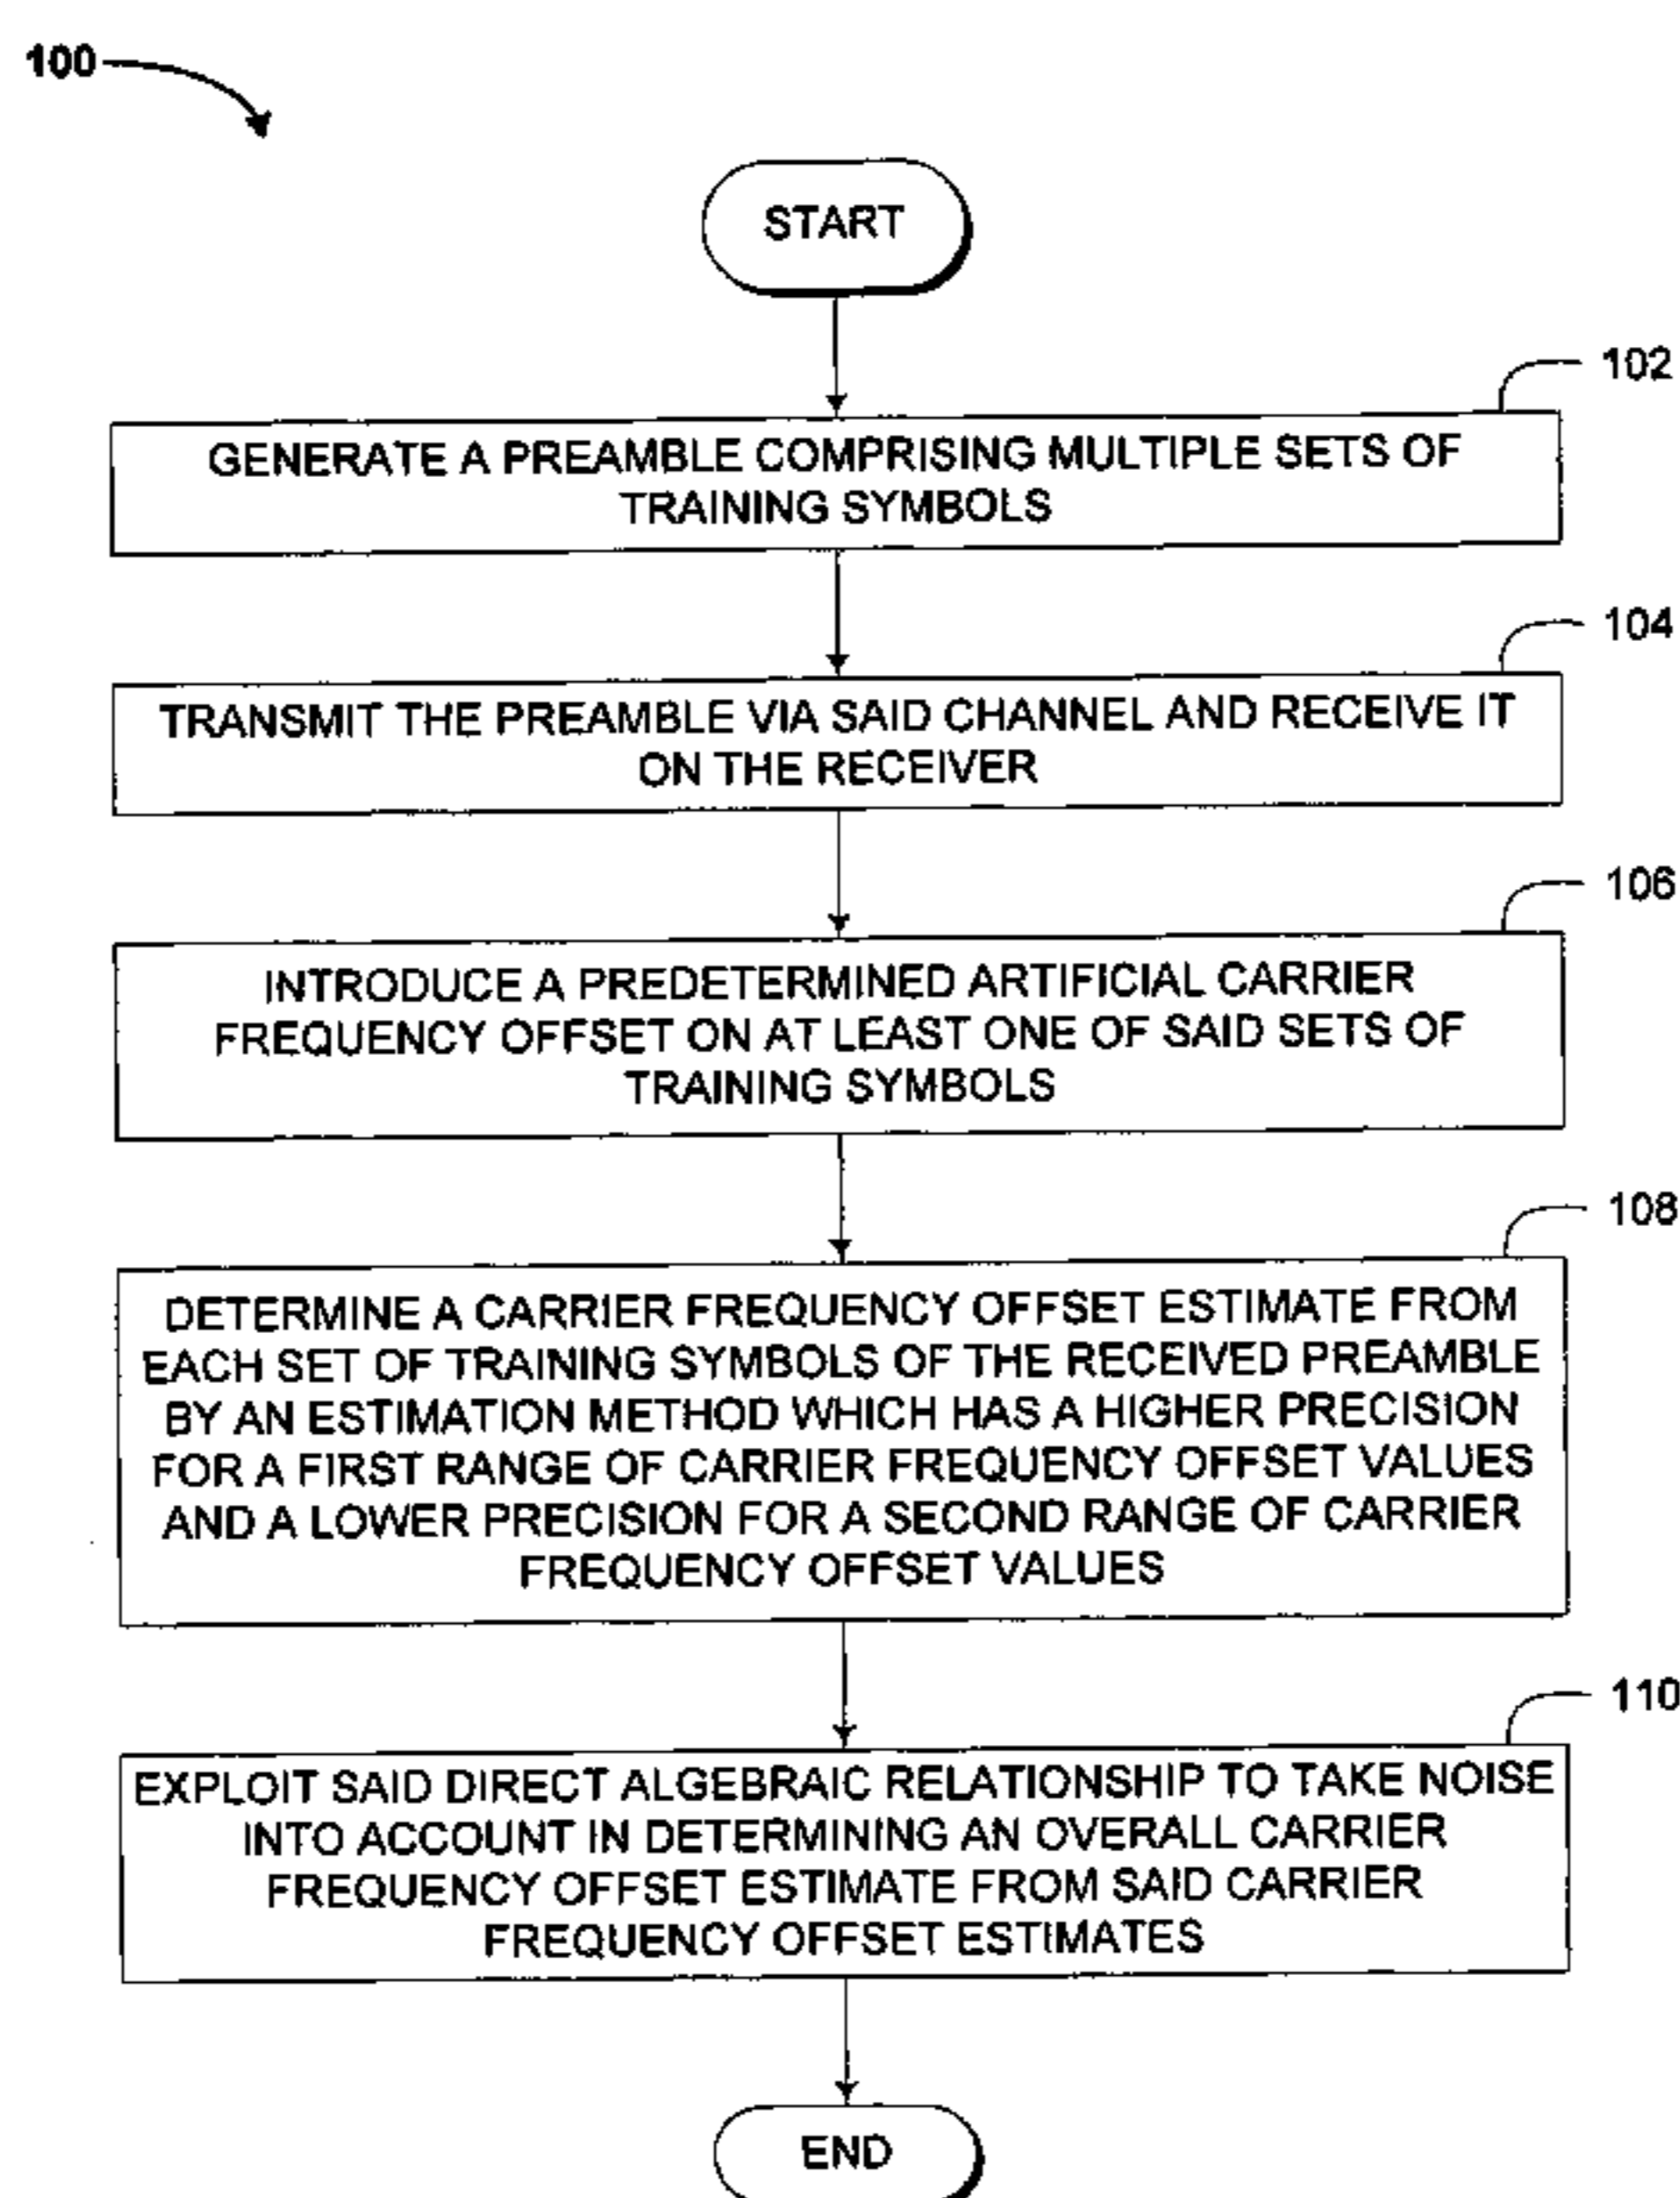 100
START
102
GENERATE A PREAMBLE COMPRISING MULTIPLE SETS OF
TRAINING SYMBOLS
104
TRANSMIT THE PREAMBLE VIA SAID CHANNEL AND RECEIVE IT
ON THE RECEIVER
106
INTRODUCE A PREDETERMINED ARTIFICIAL CARRIER
FREQUENCY OFFSET ON AT LEAST ONE OF SAID SETS OF
TRAINING SYMBOLS
108
DETERMINE A CARRIER FREQUENCY OFFSET ESTIMATE FROM
EACH SET OF TRAINING SYMBOLS OF THE RECEIVED PREAMBLE
BY AN ESTIMATION METHOD WHICH HAS A HIGHER PRECISION
FOR A FIRST RANGE OF CARRIER FREQUENCY OFFSET VALUES
AND A LOWER PRECISION FOR A SECOND RANGE OF CARRIER
FREQUENCY OFFSET VALUES
110
EXPLOIT SAID DIRECT ALGEBRAIC RELATIONSHIP TO TAKE NOISE
INTO ACCOUNT IN DETERMINING AN OVERALL CARRIER
FREQUENCY OFFSET ESTIMATE FROM SAID CARRIER
FREQUENCY OFFSET ESTIMATES
END